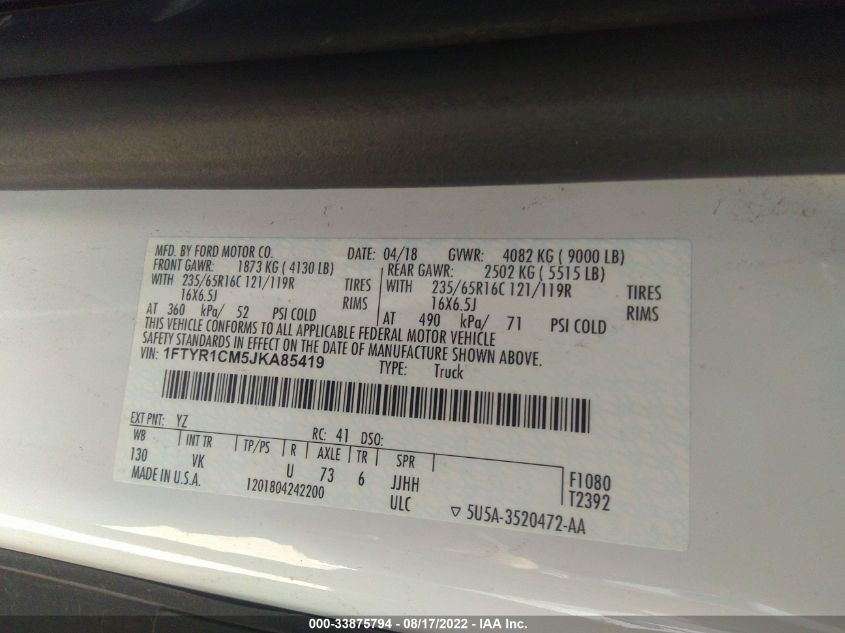 MFD. BY FORD MOTOR CO. DATE: 04/18 GVWR: 4082 KG ( 9000 LB)
FRONT GAWR: 1873 KG ( 4130 LB) REAR GAWR: 2502 KG ( 5515 LB)
WITH 235/65R16C 121/119R TIRES WITH 235/65R16C 121/119R TIRES
16X6.5J RIMS 16X6.5J RIMS
AT 360 kPa/ 52 PSI COLD AT 490 kPa/ 71 PSI COLD
THIS VEHICLE CONFORMS TO ALL APPLICABLE FEDERAL MOTOR VEHICLE
SAFETY STANDARDS IN EFFECT ON THE DATE OF MANUFACTURE SHOWN ABOVE.
VIN: 1FTYR1CM5JKA85419 TYPE: Truck
EXT PNT: YZ RC: 41 DSO:
WB INT TR TP/PS R AXLE TR SPR
130 VK U 73 6 JJHH F1080
MADE IN U.S.A. 1201804242200 ULC T2392
▽ 5U5A-3520472-AA
000-33875794 - 08/17/2022 - IAA Inc.